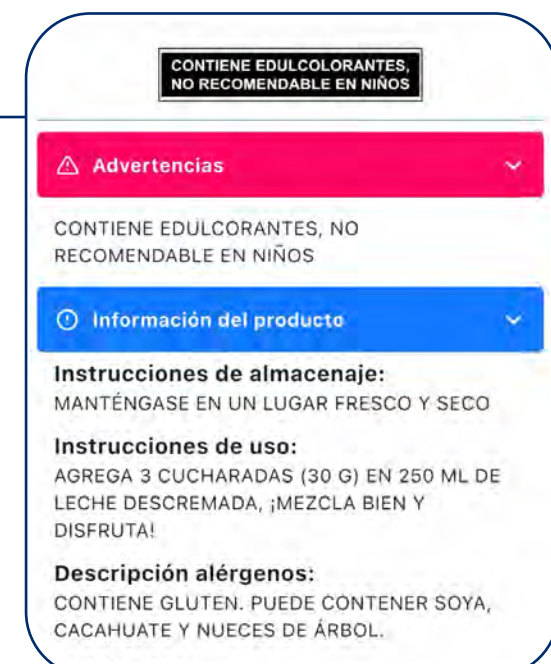 CONTIENE EDULCOLORANTES,
NO RECOMENDABLE EN NIÑOS
Advertencias
CONTIENE EDULCORANTES, NO
RECOMENDABLE EN NIÑOS
Información del producto
Instrucciones de almacenaje:
MANTÉNGASE EN UN LUGAR FRESCO Y SECO
Instrucciones de uso:
AGREGA 3 CUCHARADAS (30 G) EN 250 ML DE
LECHE DESCREMADA, ¡MEZCLA BIEN Y
DISFRUTA!
Descripción alérgenos:
CONTIENE GLUTEN. PUEDE CONTENER SOYA,
CACAHUATE Y NUECES DE ÁRBOL.